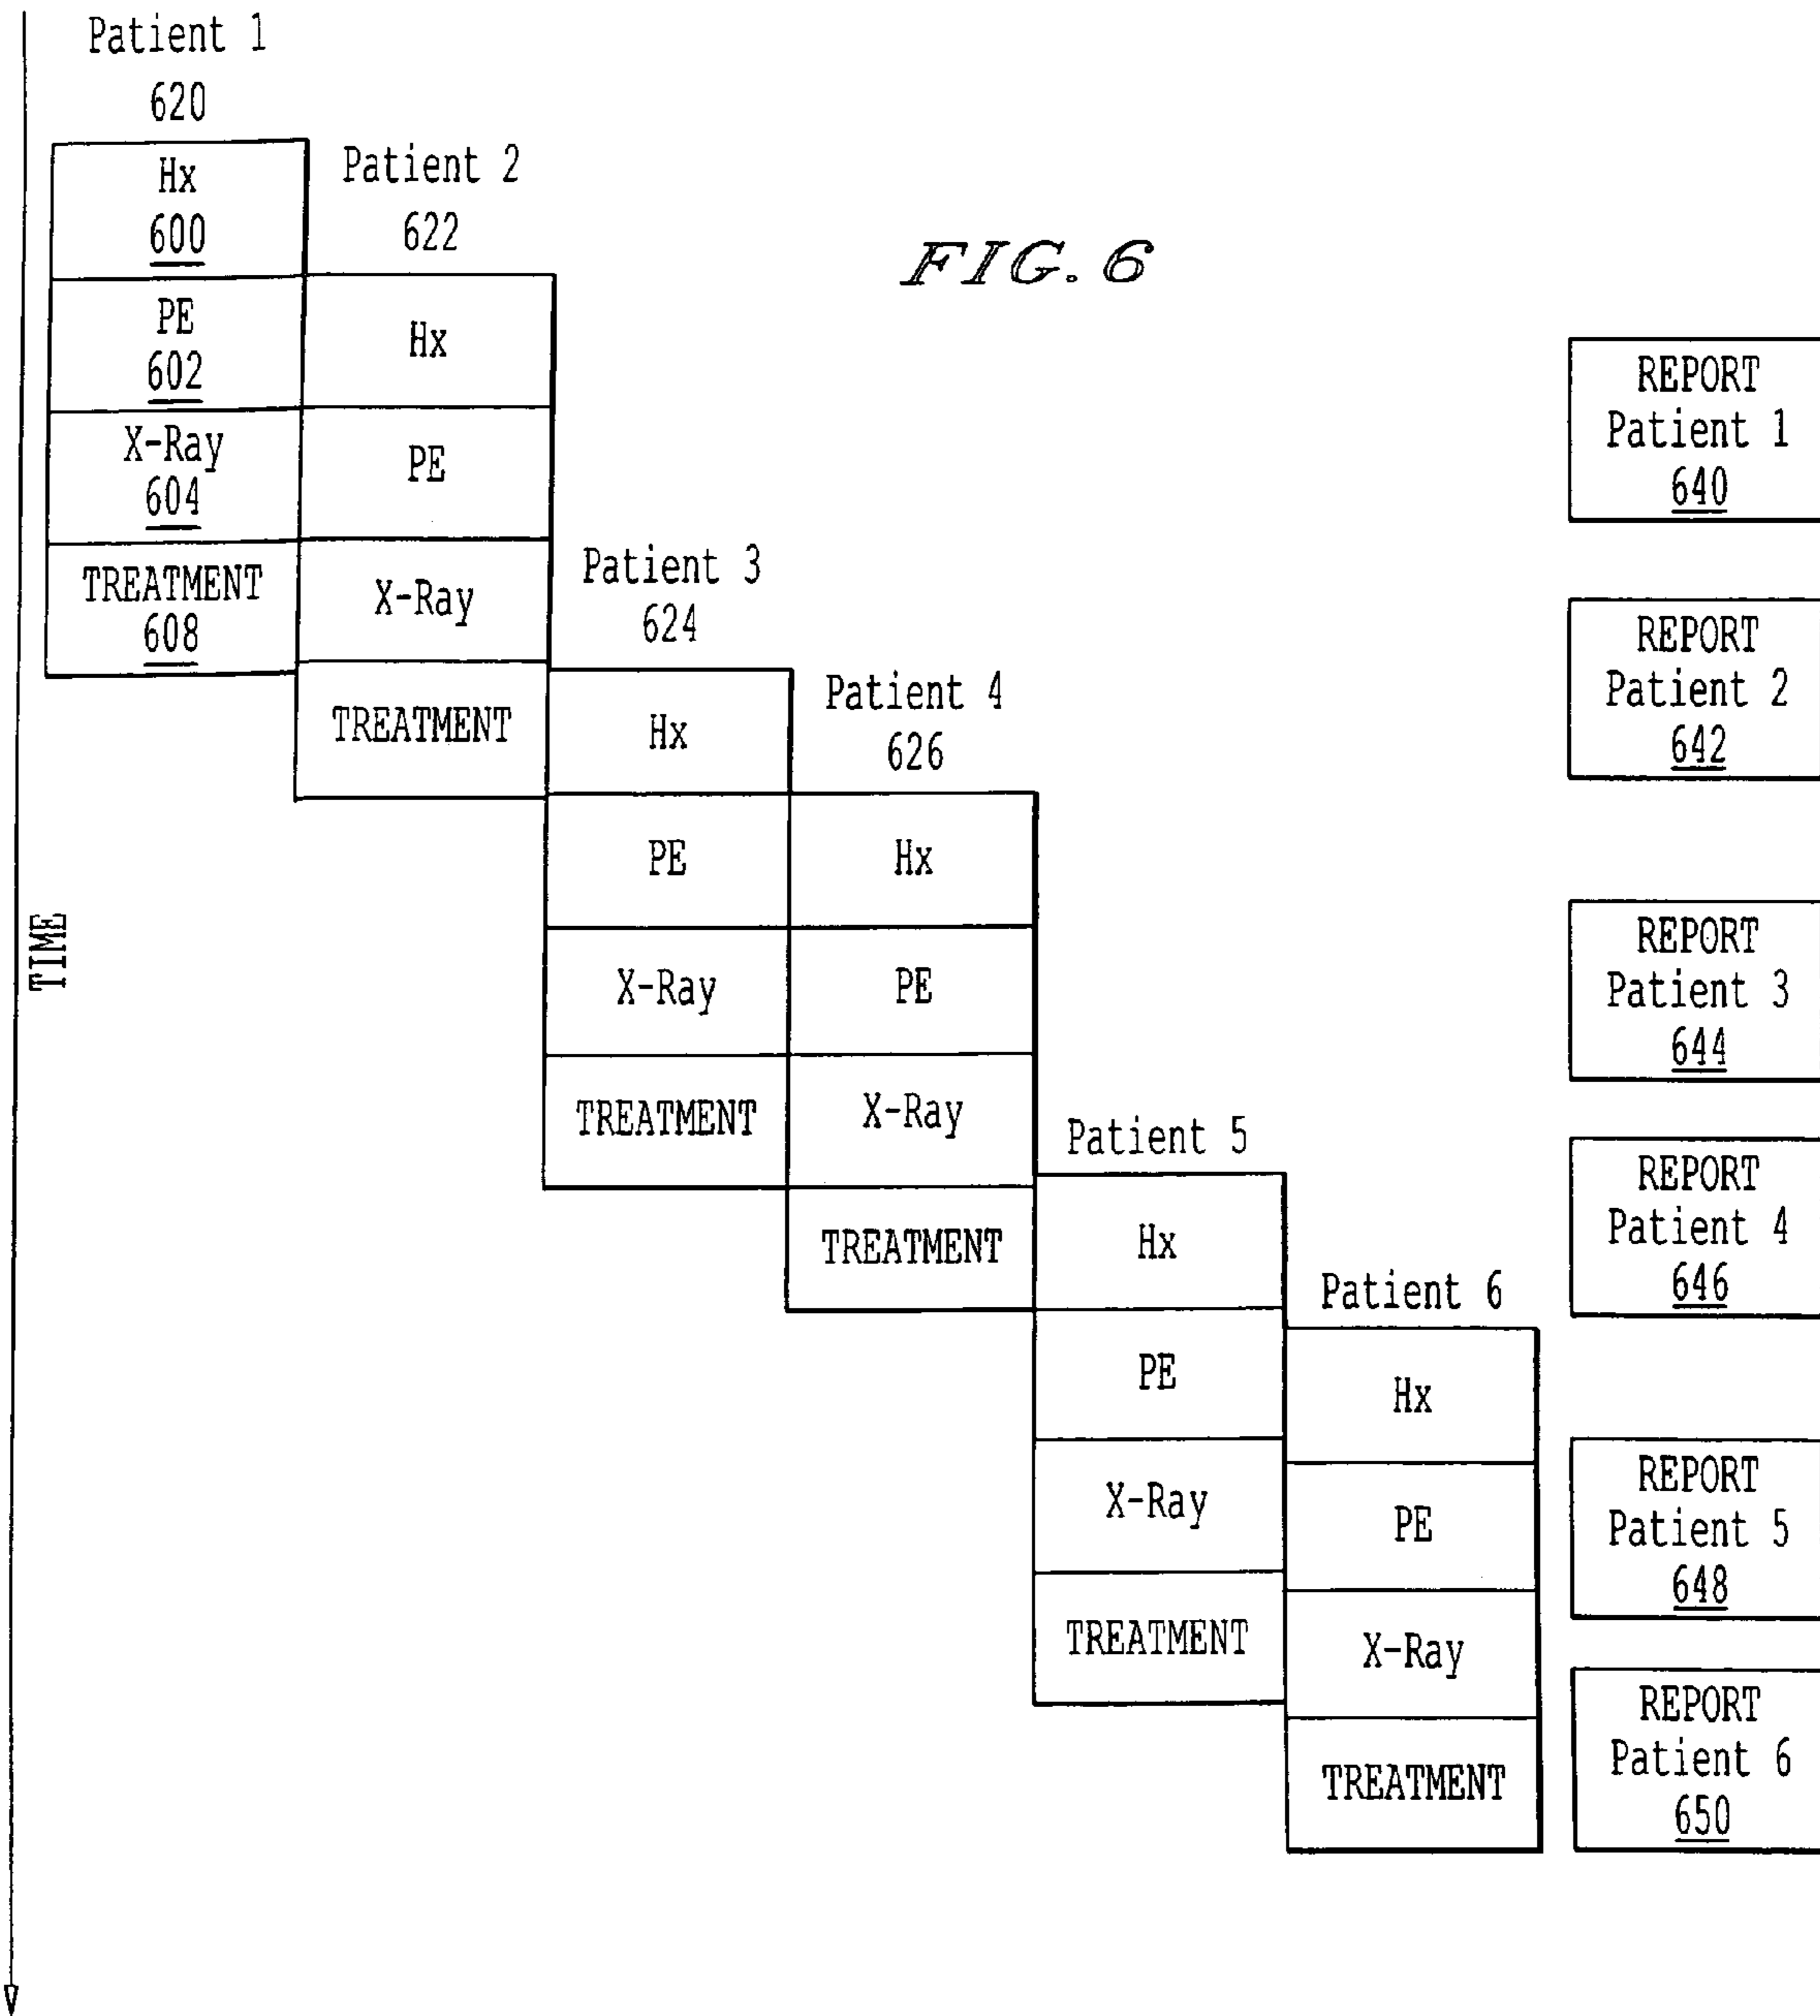 Patient 1
620
Hx
600
PE
602
X-Ray
604
TREATMENT
608
Patient 2
622
Hx
PE
X-Ray
TREATMENT
FIG. 6
Patient 3
624
Hx
PE
X-Ray
TREATMENT
Patient 4
626
Hx
PE
X-Ray
TREATMENT
Patient 5
Hx
PE
X-Ray
TREATMENT
Patient 6
Hx
PE
X-Ray
TREATMENT
REPORT
Patient 1
640
REPORT
Patient 2
642
REPORT
Patient 3
644
REPORT
Patient 4
646
REPORT
Patient 5
648
REPORT
Patient 6
650
TIME